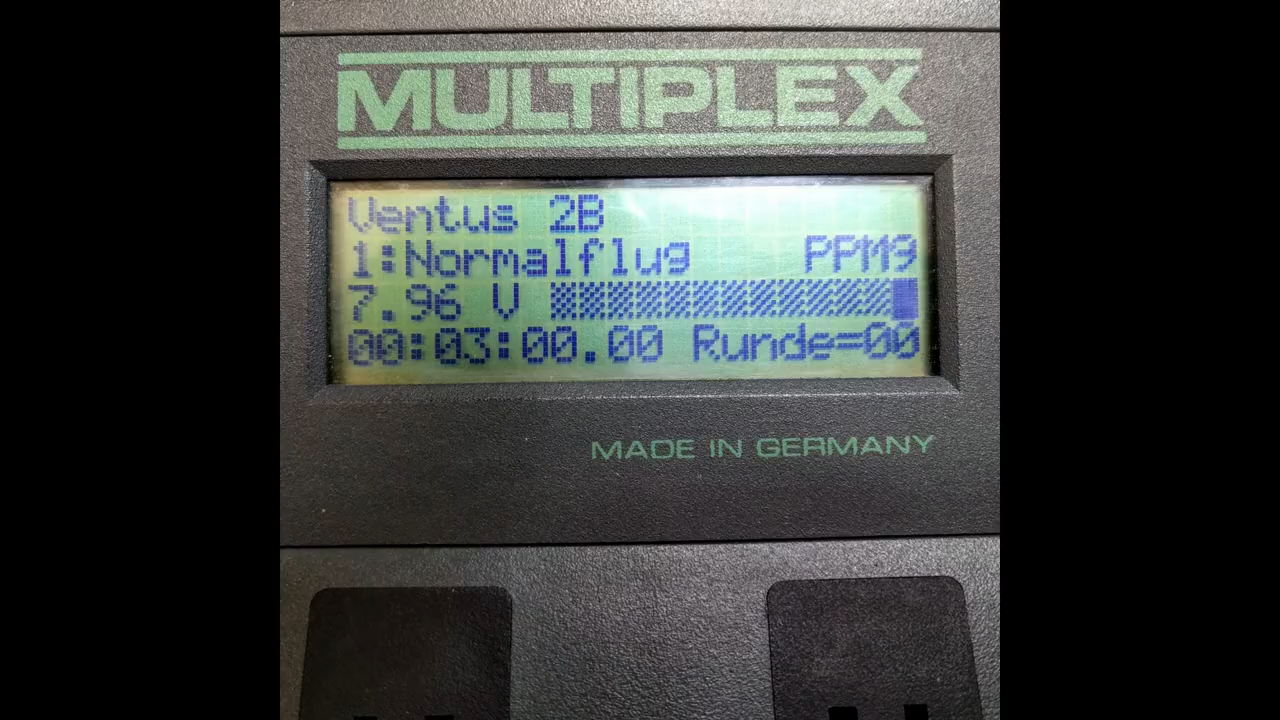 MULTIPLEX
Ventus 2B
1:Normalflug PPM9
7.96 V
00:03:00.00 Runde=00
MADE IN GERMANY